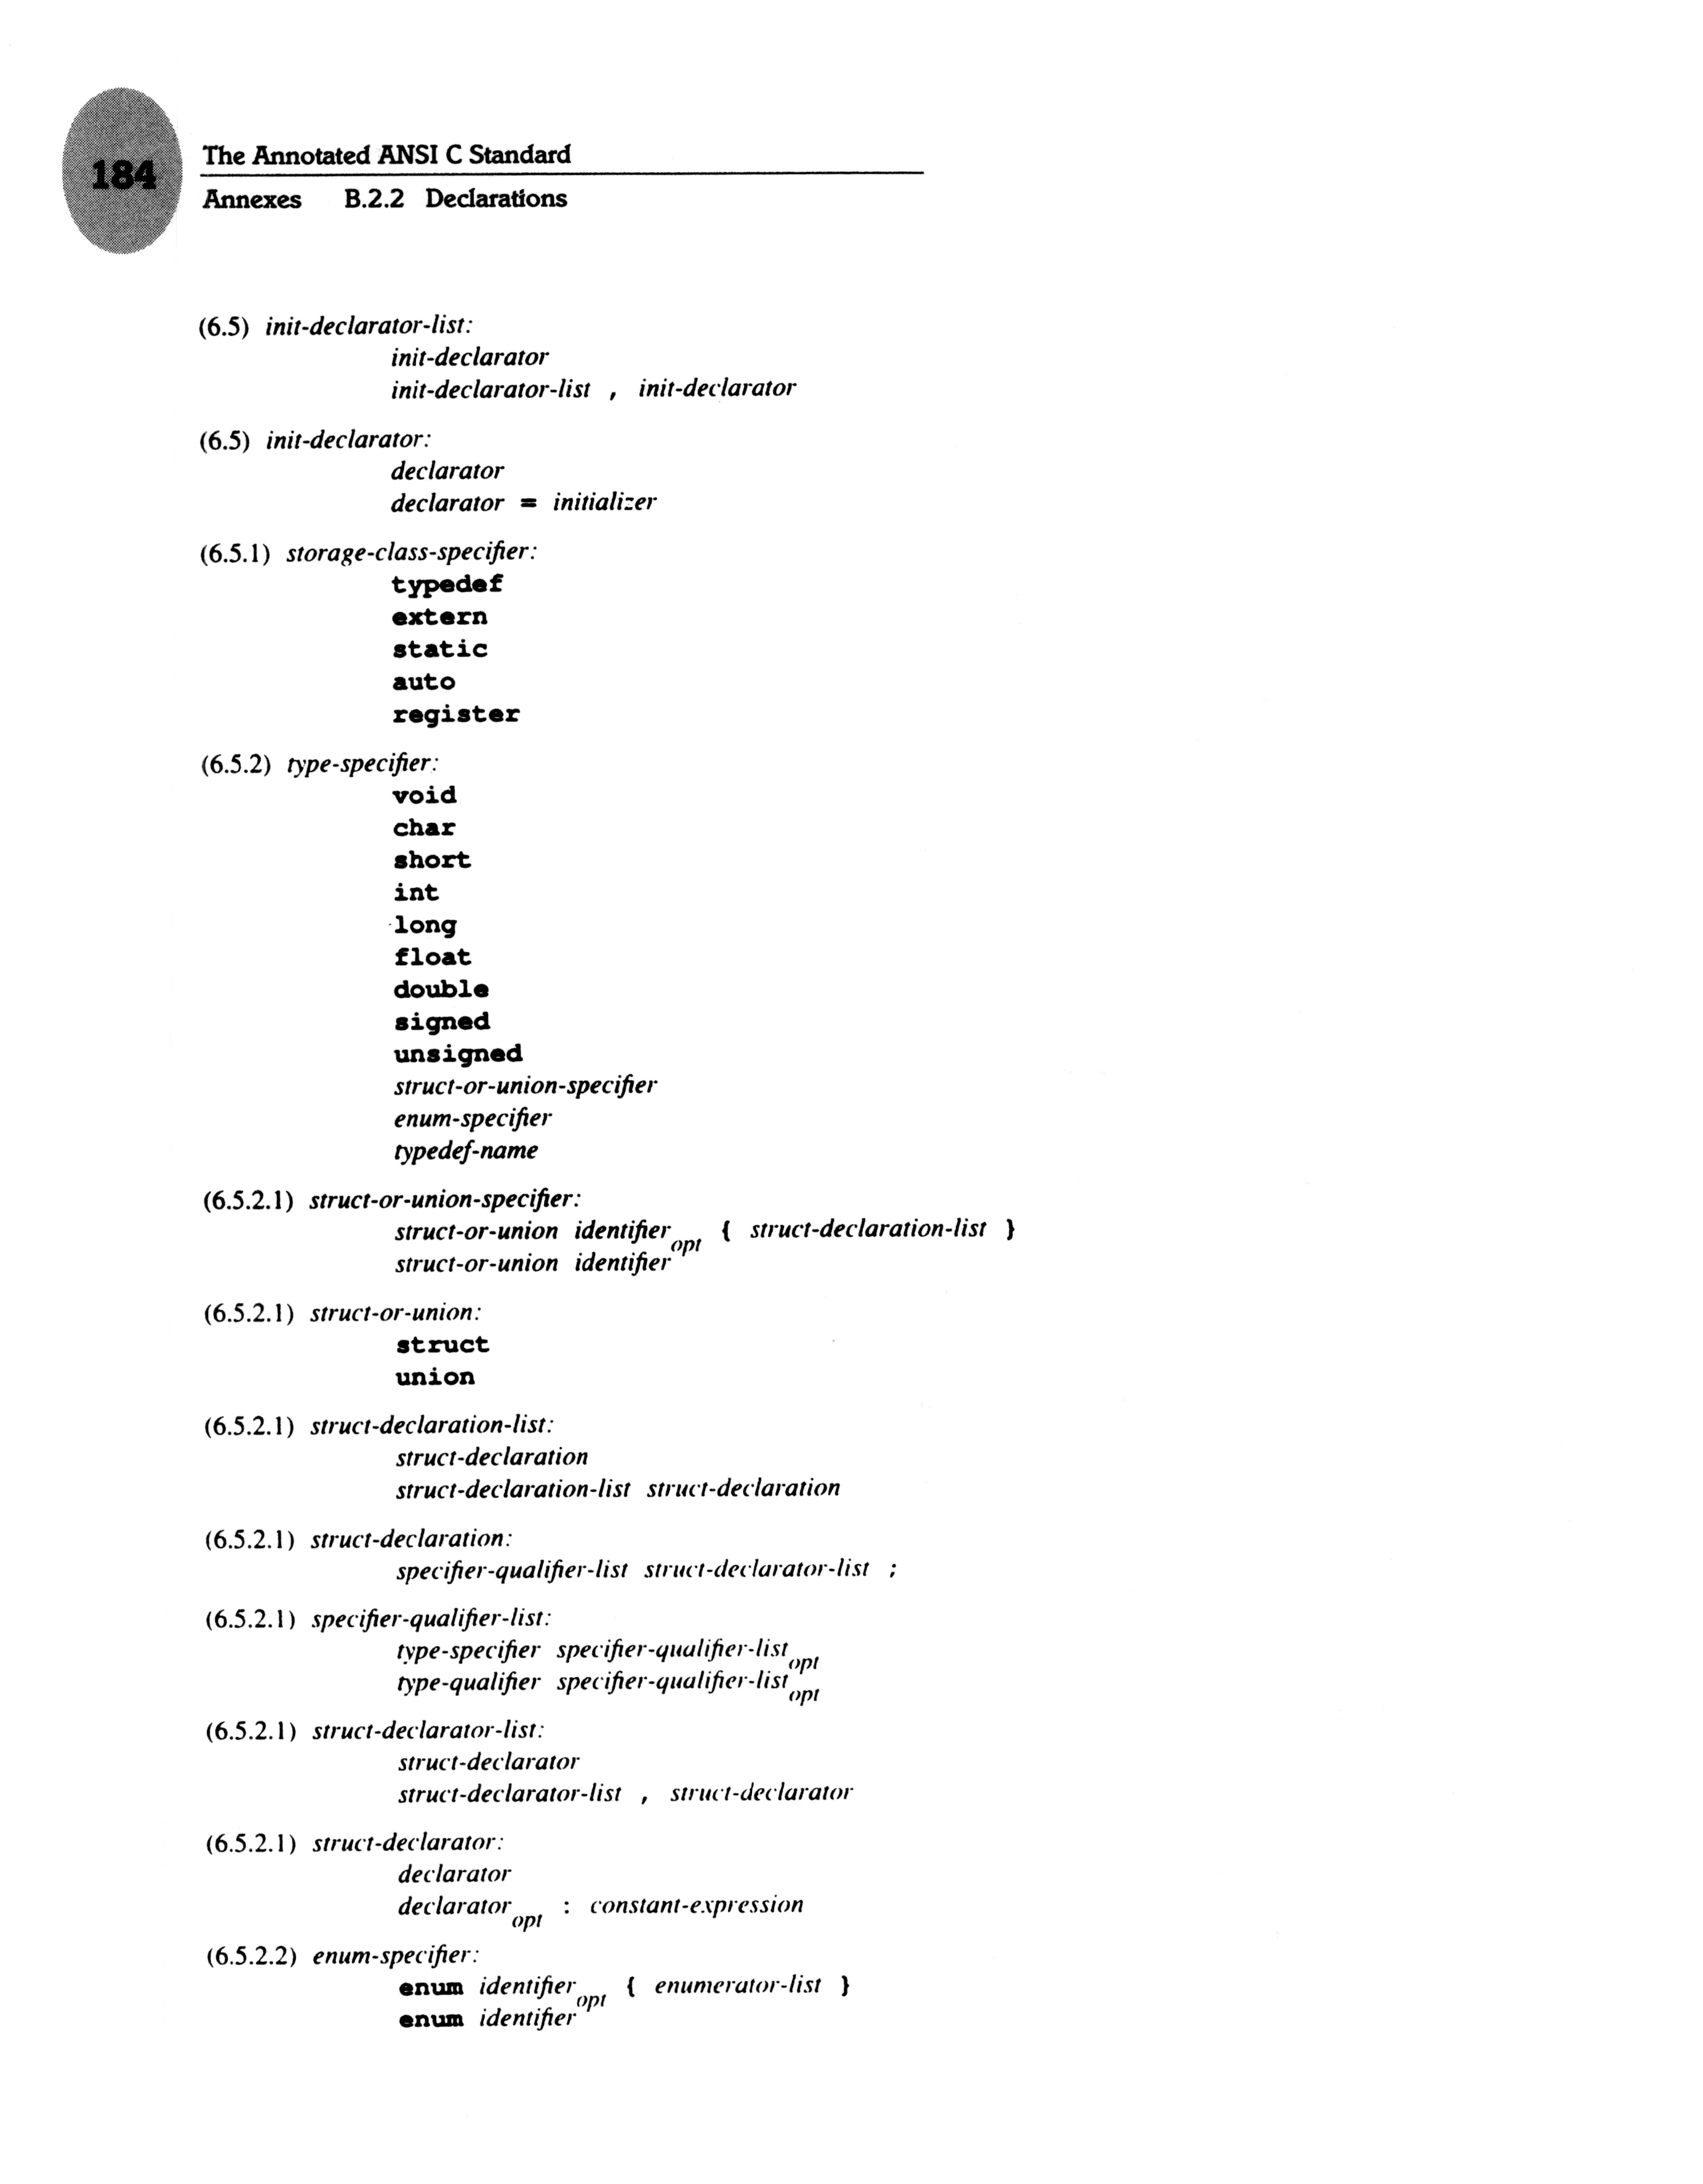 184
The Annotated ANSI C Standard
Annexes B.2.2 Declarations
(6.5) init-declarator-list:
init-declarator
init-declarator-list , init-declarator
(6.5) init-declarator:
declarator
declarator = initializer
(6.5.1) storage-class-specifier:
typedef
extern
static
auto
register
(6.5.2) type-specifier:
void
char
short
int
long
float
double
signed
unsigned
struct-or-union-specifier
enum-specifier
typedef-name
(6.5.2.1) struct-or-union-specifier:
struct-or-union identifier opt { struct-declaration-list }
struct-or-union identifier
(6.5.2.1) struct-or-union:
struct
union
(6.5.2.1) struct-declaration-list:
struct-declaration
struct-declaration-list struct-declaration
(6.5.2.1) struct-declaration:
specifier-qualifier-list struct-declarator-list ;
(6.5.2.1) specifier-qualifier-list:
type-specifier specifier-qualifier-list opt
type-qualifier specifier-qualifier-list opt
(6.5.2.1) struct-declarator-list:
struct-declarator
struct-declarator-list , struct-declarator
(6.5.2.1) struct-declarator:
declarator
declarator opt : constant-expression
(6.5.2.2) enum-specifier:
enum identifier opt { enumerator-list }
enum identifier